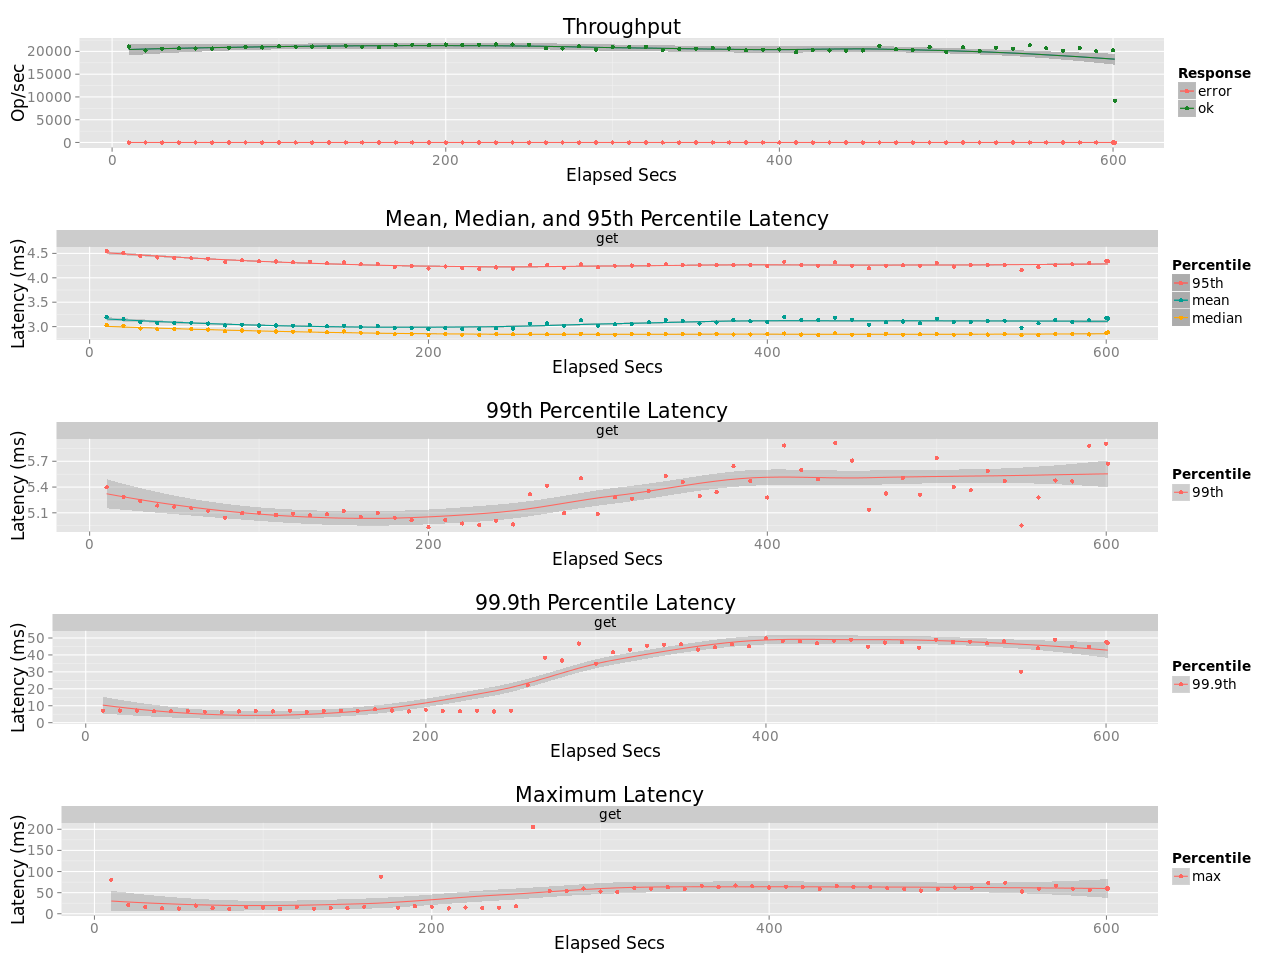 Throughput
Op/sec
20000
15000
10000
5000
0
0 200 400 600
Elapsed Secs
Response
error
ok
Mean, Median, and 95th Percentile Latency
get
Latency (ms)
4.5
4.0
3.5
3.0
0 200 400 600
Elapsed Secs
Percentile
95th
mean
median
99th Percentile Latency
get
Latency (ms)
5.7
5.4
5.1
0 200 400 600
Elapsed Secs
Percentile
99th
99.9th Percentile Latency
get
Latency (ms)
50
40
30
20
10
0
0 200 400 600
Elapsed Secs
Percentile
99.9th
Maximum Latency
get
Latency (ms)
200
150
100
50
0
0 200 400 600
Elapsed Secs
Percentile
max